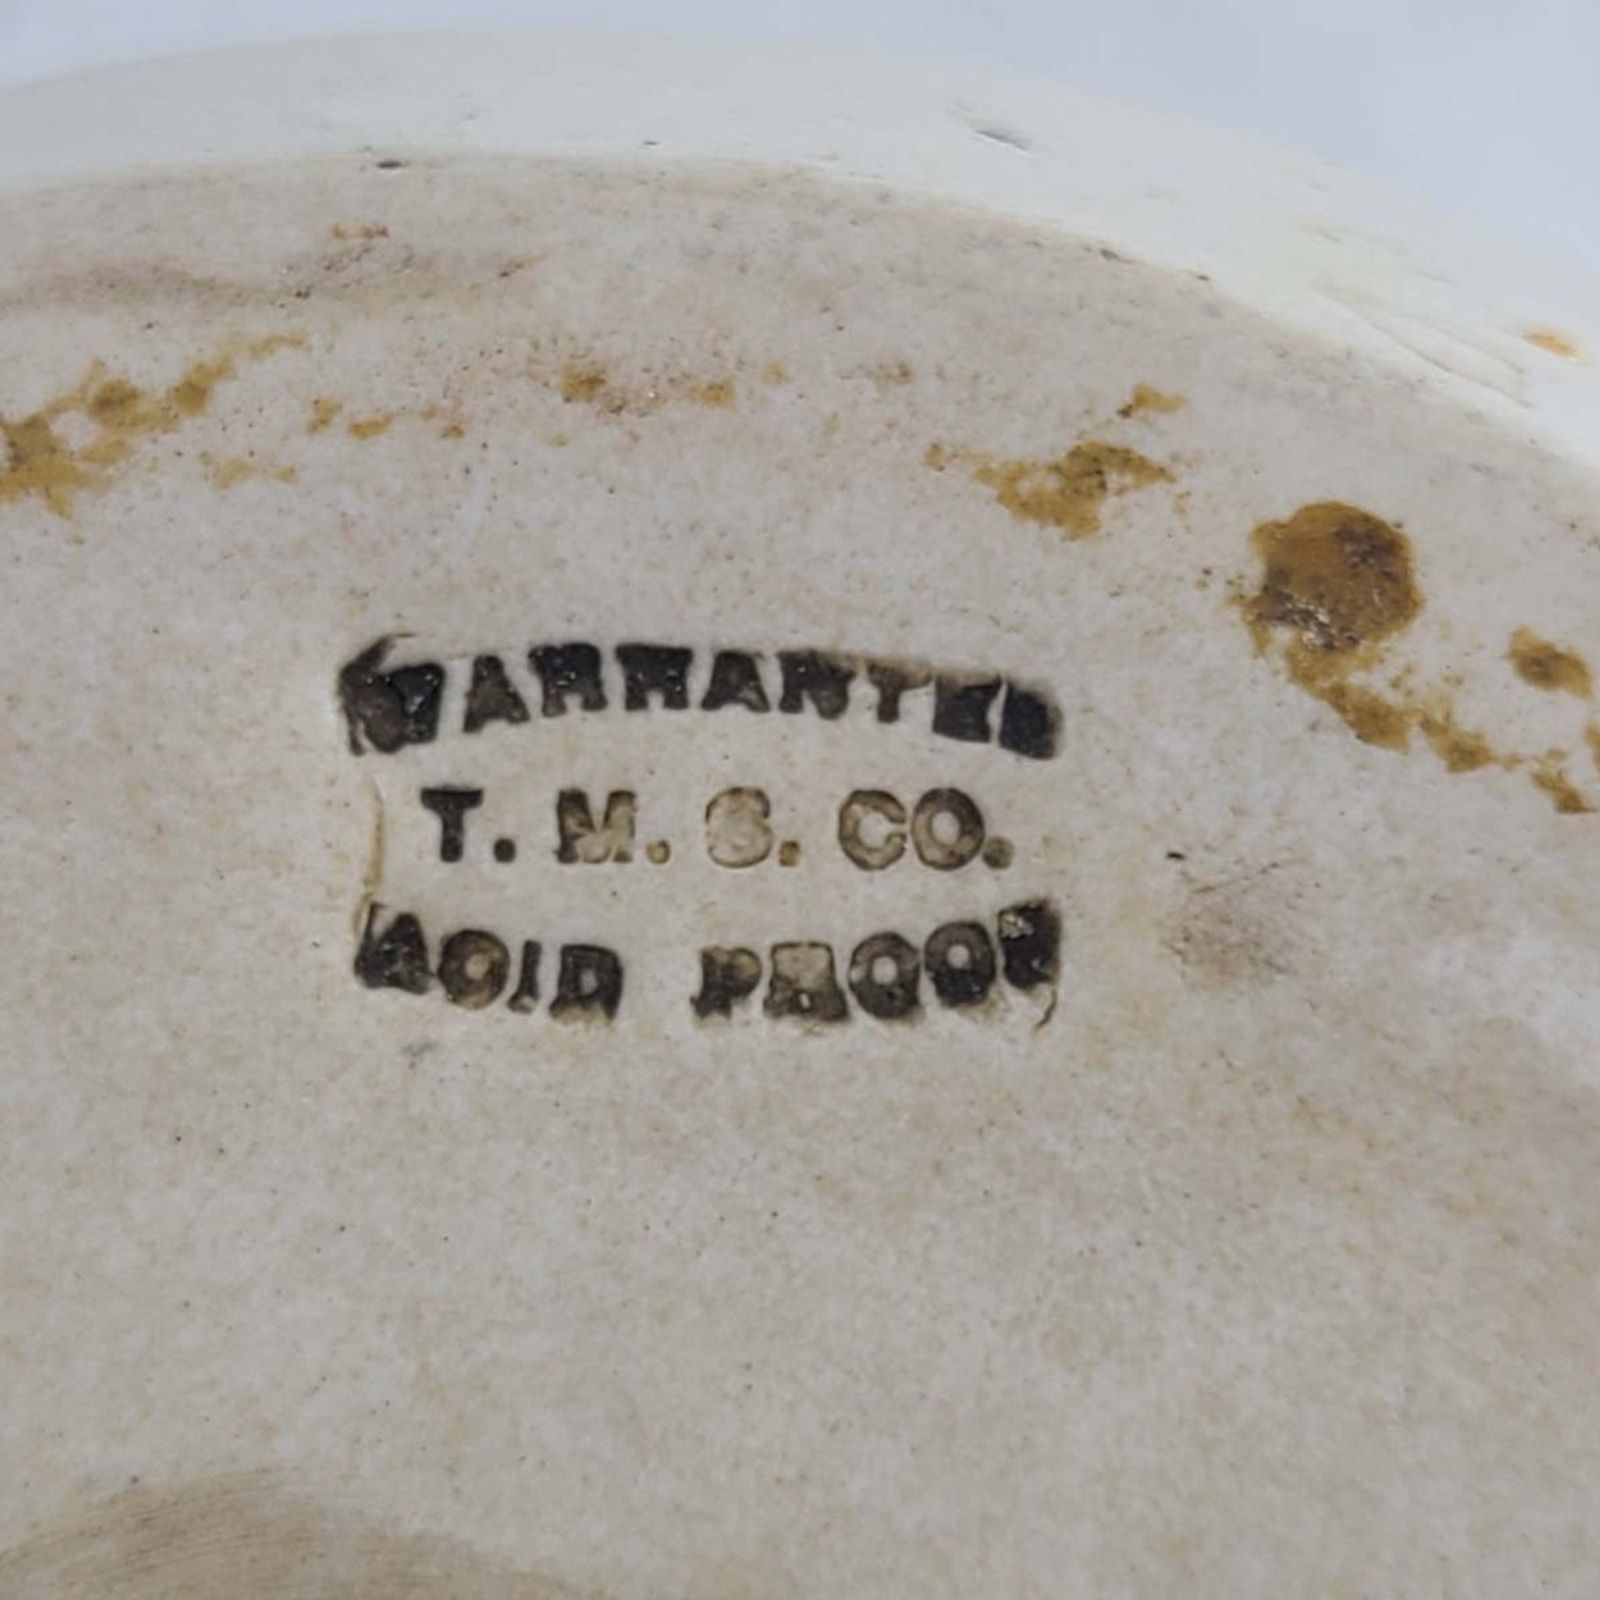 WARRANTED
T. M. S. CO.
ACID PROOF